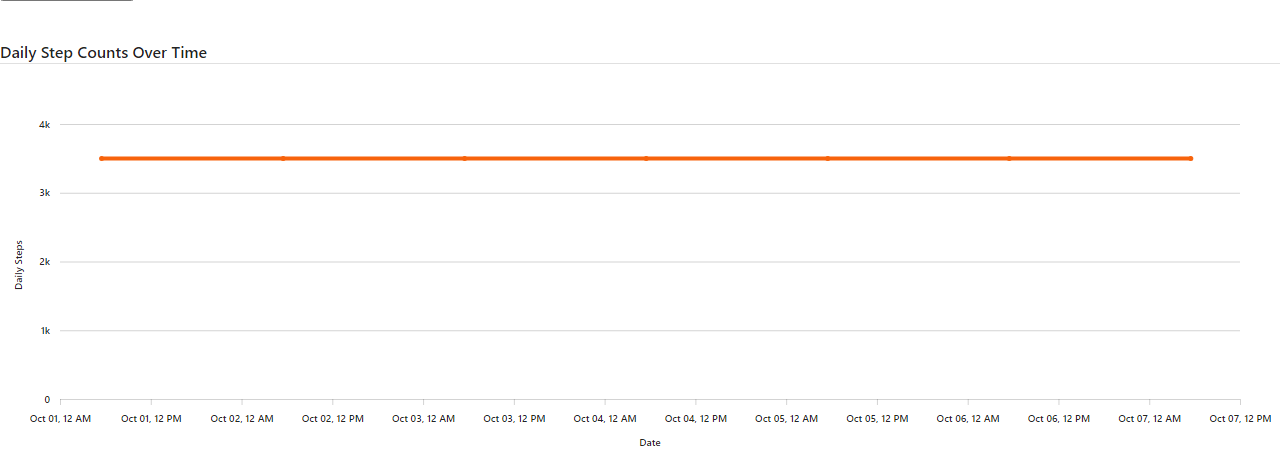 Daily Step Counts Over Time
4k
3k
2k
1k
0
Daily Steps
Oct 01, 12 AM
Oct 01, 12 PM
Oct 02, 12 AM
Oct 02, 12 PM
Oct 03, 12 AM
Oct 03, 12 PM
Oct 04, 12 AM
Oct 04, 12 PM
Oct 05, 12 AM
Oct 05, 12 PM
Oct 06, 12 AM
Oct 06, 12 PM
Oct 07, 12 AM
Oct 07, 12 PM
Date